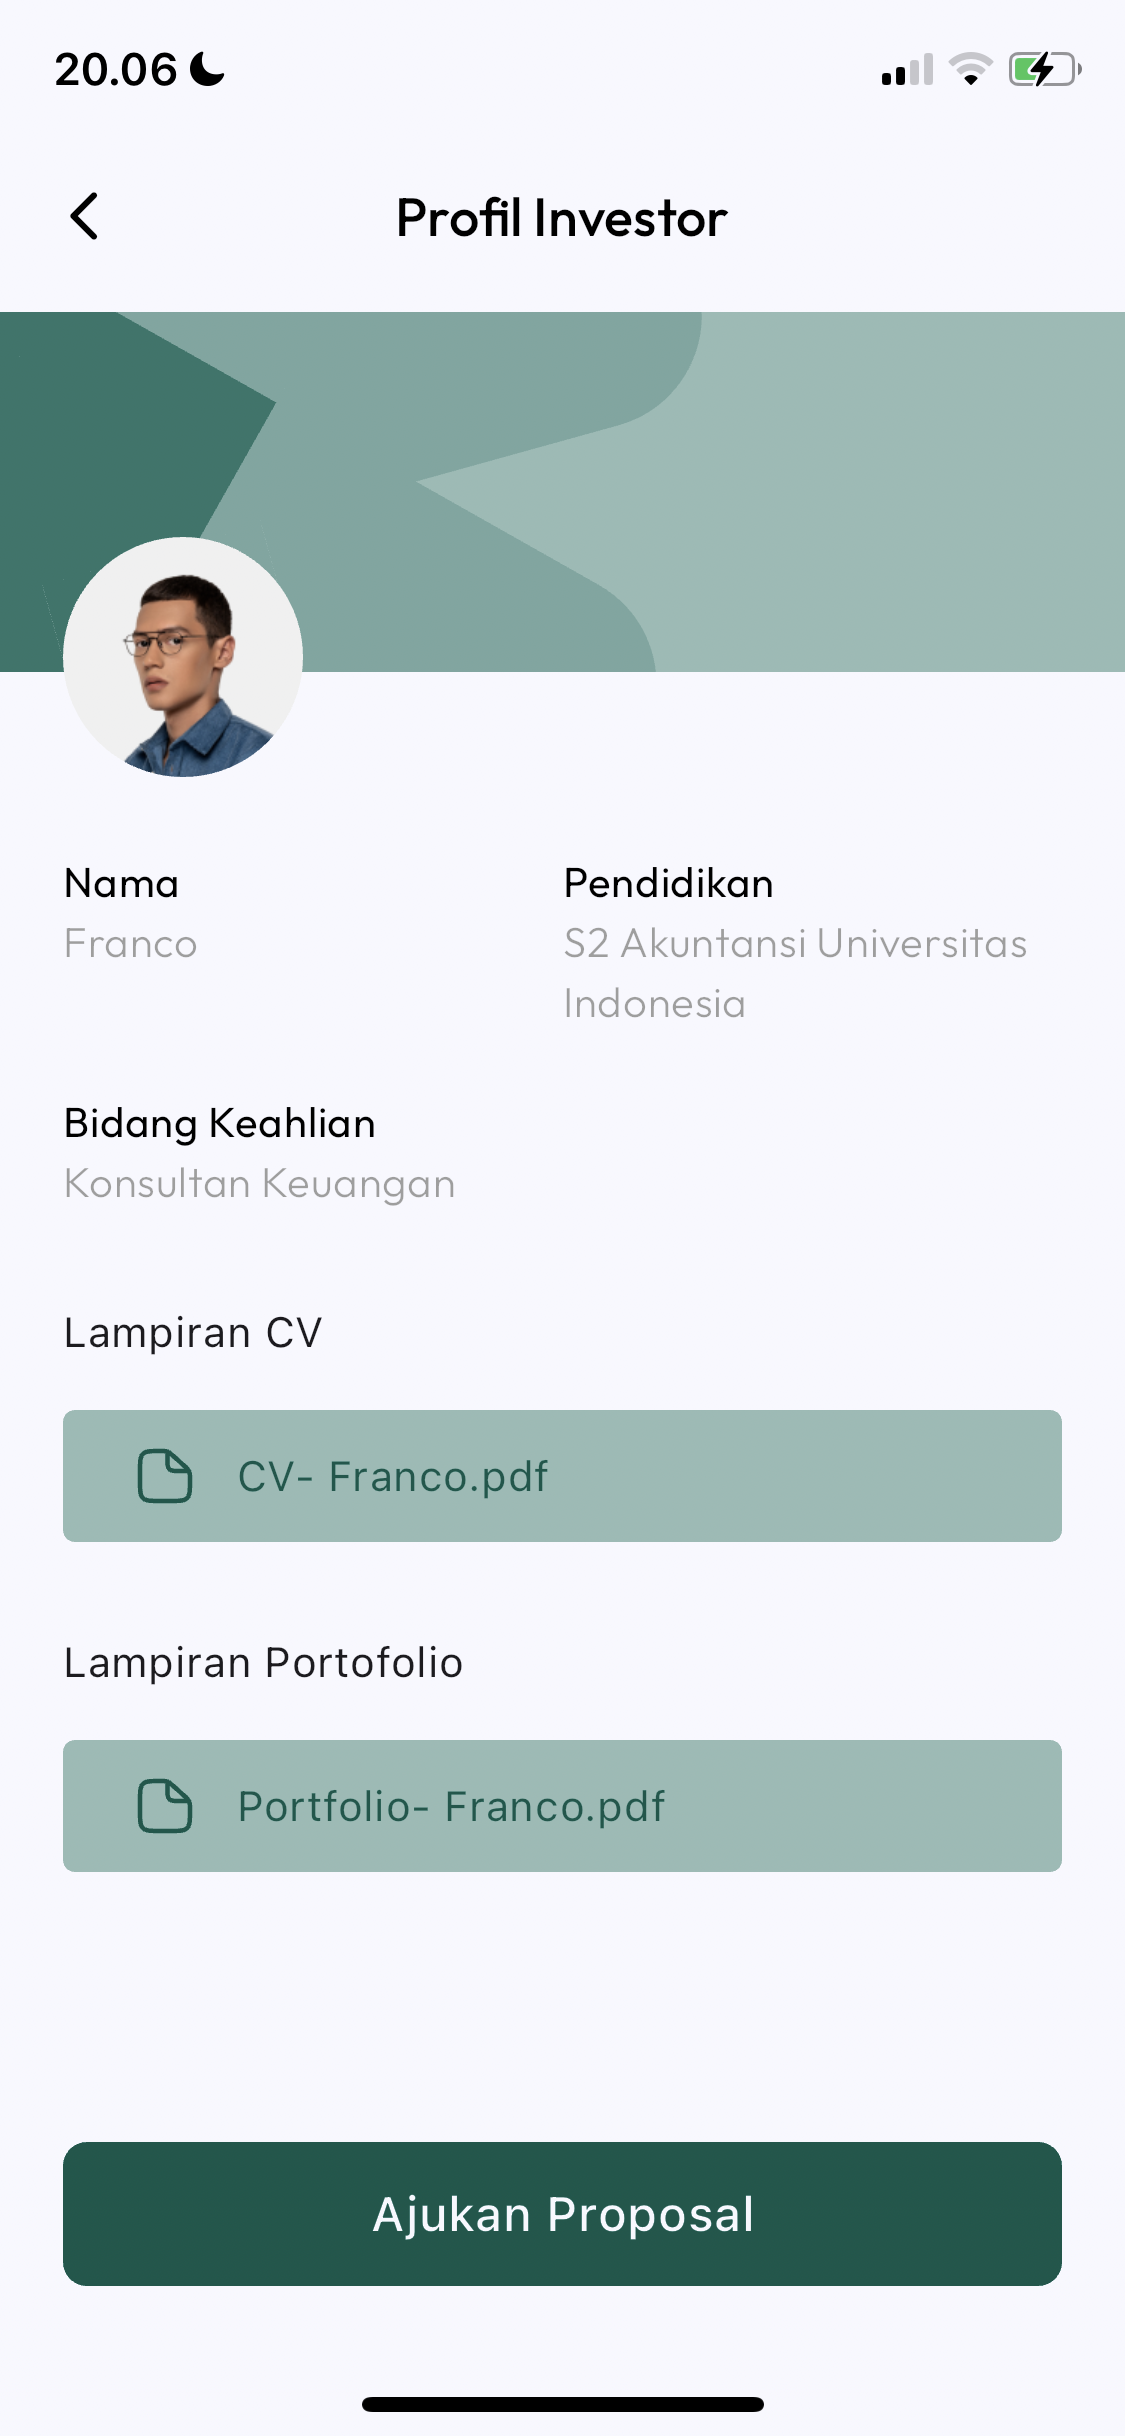 20.06
Profil Investor
Nama
Franco
Pendidikan
S2 Akuntansi Universitas
Indonesia
Bidang Keahlian
Konsultan Keuangan
Lampiran CV
CV- Franco.pdf
Lampiran Portofolio
Portfolio- Franco.pdf
Ajukan Proposal